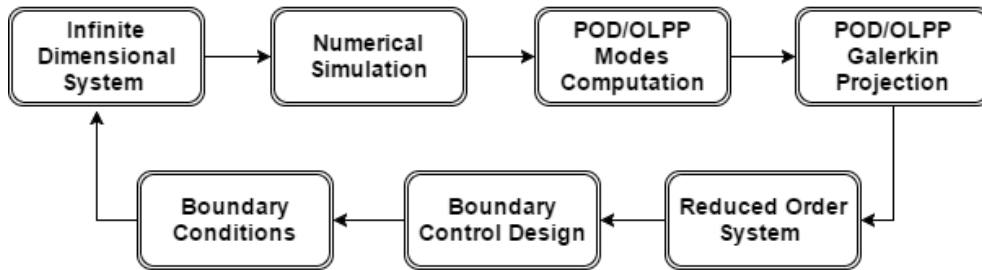 Infinite
Dimensional
System
Numerical
Simulation
POD/OLPP
Modes
Computation
POD/OLPP
Galerkin
Projection
Boundary
Conditions
Boundary
Control Design
Reduced Order
System